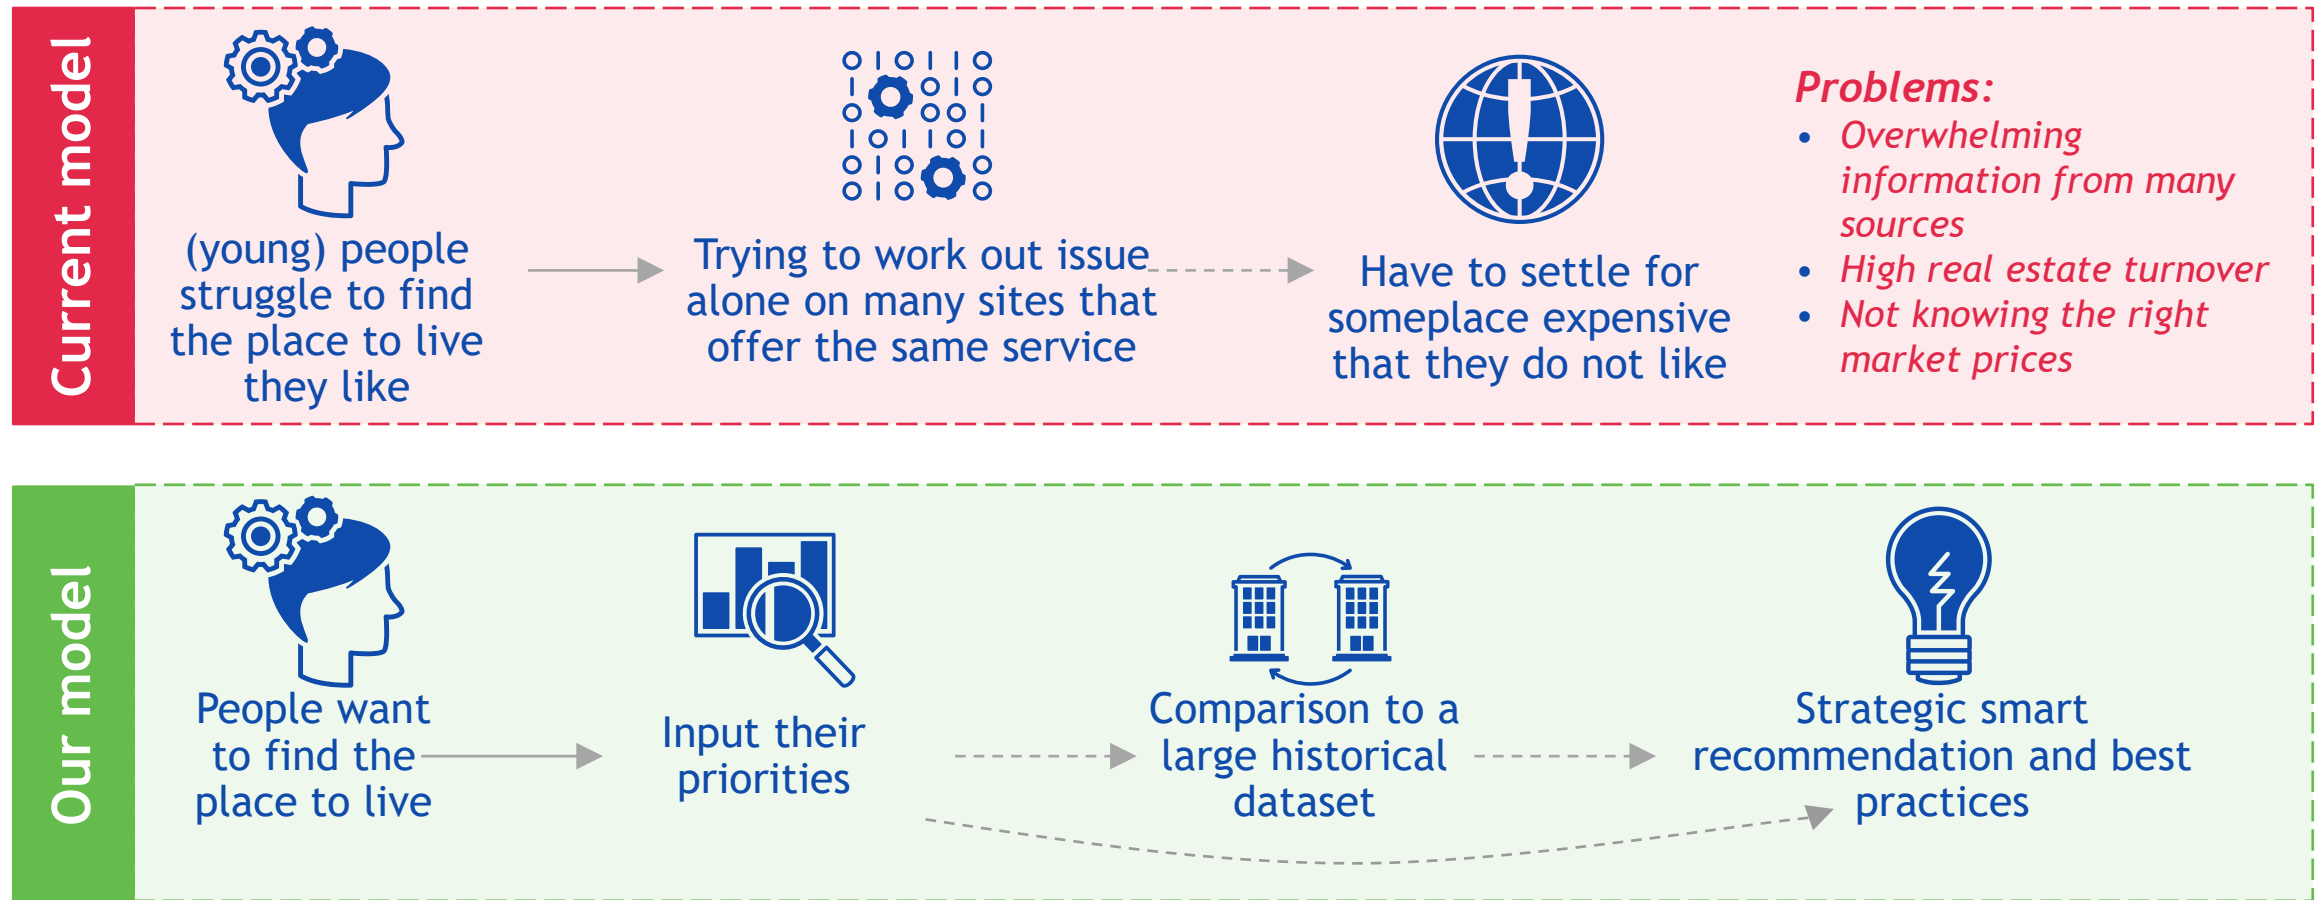 Current model
(young) people
struggle to find
the place to live
they like
Trying to work out issue
alone on many sites that
offer the same service
Have to settle for
someplace expensive
that they do not like
Problems:
• Overwhelming
information from many
sources
• High real estate turnover
• Not knowing the right
market prices
Our model
People want
to find the
place to live
Input their
priorities
Comparison to a
large historical
dataset
Strategic smart
recommendation and best
practices